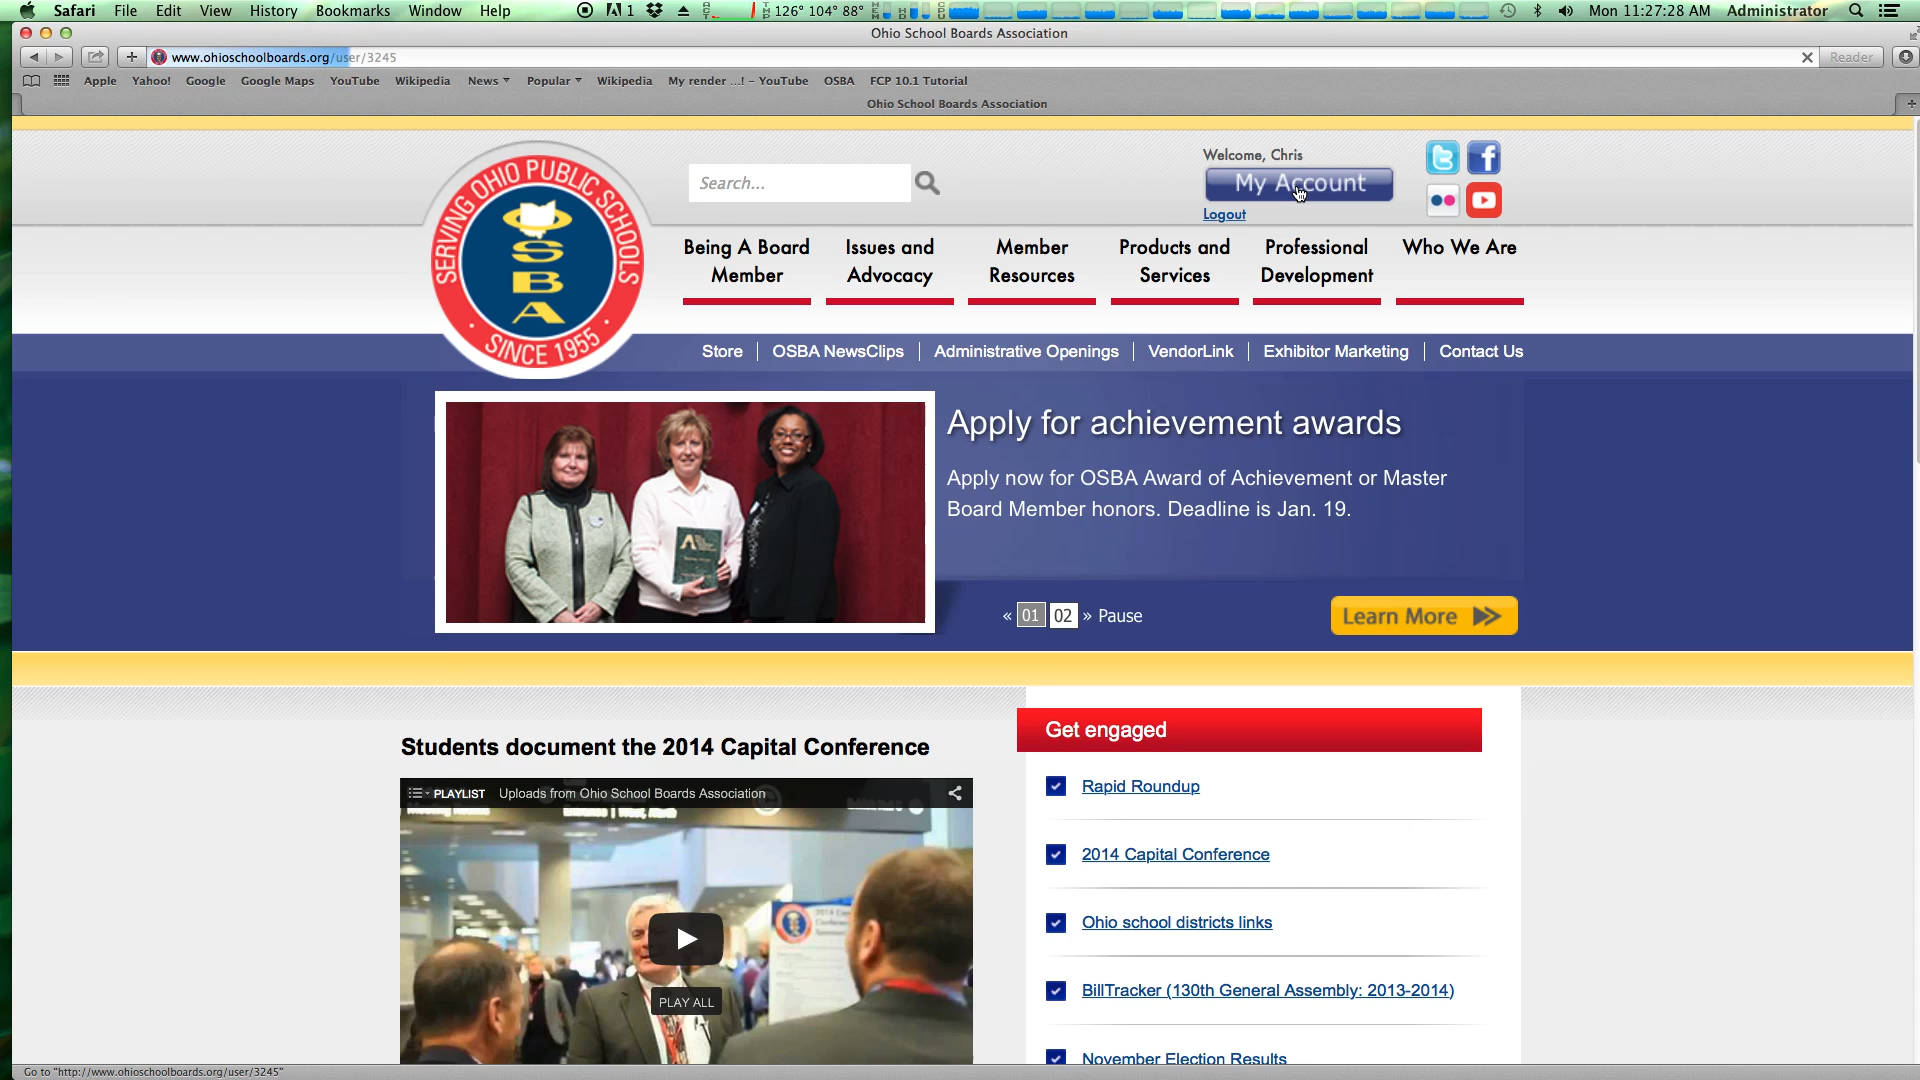 Safari File Edit View History Bookmarks Window Help 1 126° 104° 88° Mon 11:27:28 AM Administrator
Ohio School Boards Association
www.ohioschoolboards.org/user/3245 Reader
Apple Yahoo! Google Google Maps YouTube Wikipedia News Popular Wikipedia My render ...! - YouTube OSBA FCP 10.1 Tutorial
Ohio School Boards Association
SERVING OHIO PUBLIC SCHOOLS
OSBA
SINCE 1955
Search...
Welcome, Chris
My Account
Logout
Being A Board Member
Issues and Advocacy
Member Resources
Products and Services
Professional Development
Who We Are
Store OSBA NewsClips Administrative Openings VendorLink Exhibitor Marketing Contact Us
Apply for achievement awards
Apply now for OSBA Award of Achievement or Master
Board Member honors. Deadline is Jan. 19.
« 01 02 » Pause
Learn More
Students document the 2014 Capital Conference
PLAYLIST Uploads from Ohio School Boards Association
PLAY ALL
Get engaged
Rapid Roundup
2014 Capital Conference
Ohio school districts links
BillTracker (130th General Assembly: 2013-2014)
November Election Results
Go to "http://www.ohioschoolboards.org/user/3245"